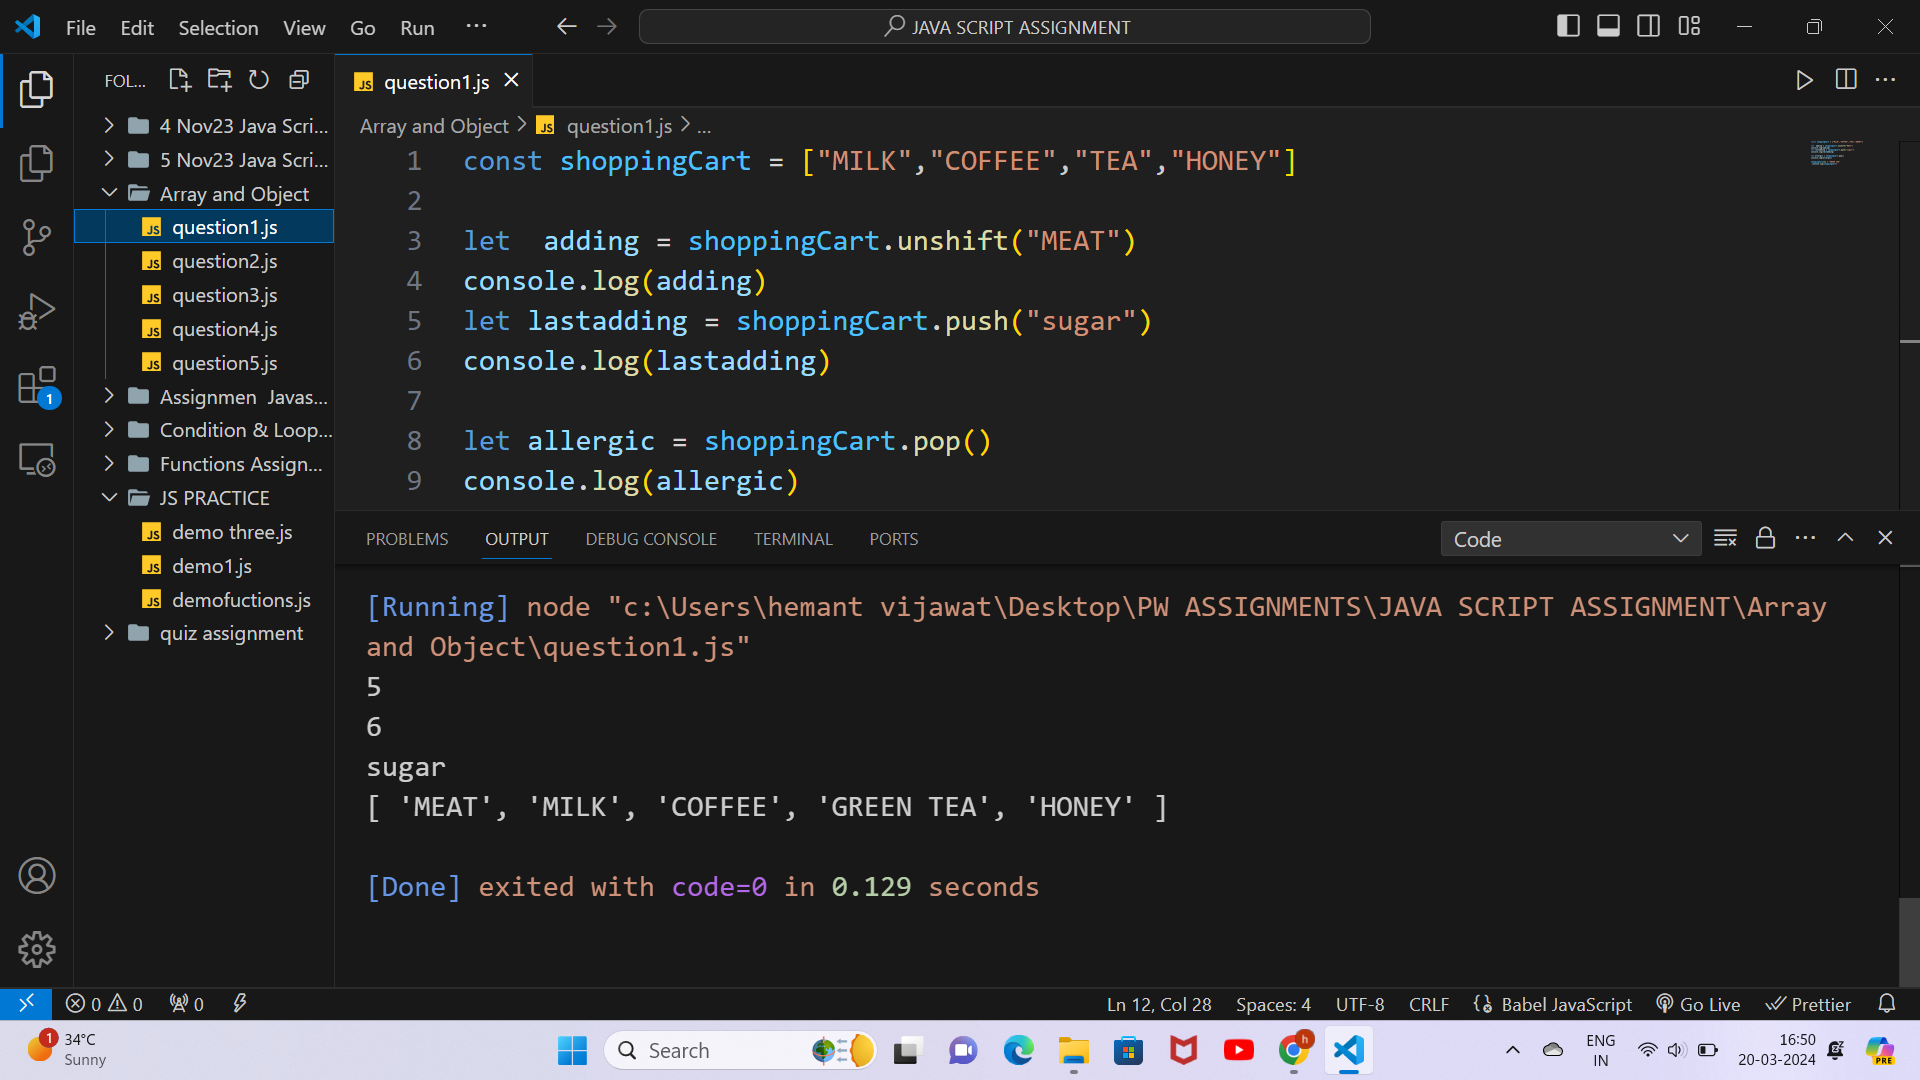 File Edit Selection View Go Run ···
JAVA SCRIPT ASSIGNMENT
FOL...
4 Nov23 Java Scri...
5 Nov23 Java Scri...
Array and Object
question1.js
question2.js
question3.js
question4.js
question5.js
Assignmen Javas...
Condition & Loop...
Functions Assign...
JS PRACTICE
demo three.js
demo1.js
demofuctions.js
quiz assignment
1
JS question1.js
Array and Object > JS question1.js > ...
1 const shoppingCart = ["MILK","COFFEE","TEA","HONEY"]
2
3 let  adding = shoppingCart.unshift("MEAT")
4 console.log(adding)
5 let lastadding = shoppingCart.push("sugar")
6 console.log(lastadding)
7
8 let allergic = shoppingCart.pop()
9 console.log(allergic)
PROBLEMS OUTPUT DEBUG CONSOLE TERMINAL PORTS Code
[Running] node "c:\Users\hemant vijawat\Desktop\PW ASSIGNMENTS\JAVA SCRIPT ASSIGNMENT\Array
and Object\question1.js"
5
6
sugar
[ 'MEAT', 'MILK', 'COFFEE', 'GREEN TEA', 'HONEY' ]
[Done] exited with code=0 in 0.129 seconds
0 0 0 Ln 12, Col 28 Spaces: 4 UTF-8 CRLF Babel JavaScript Go Live Prettier
1 34°C
Sunny
Search
h
ENG
IN
16:50
20-03-2024
PRE